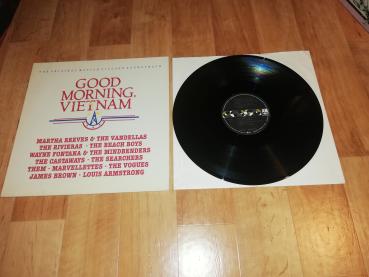 THE ORIGINAL MOTION PICTURE SOUNDTRACK
GOOD
MORNING,
VIETNAM
MARTHA REEVES & THE VANDELLAS
THE RIVIERAS · THE BEACH BOYS
WAYNE FONTANA & THE MINDBENDERS
THE CASTAWAYS · THE SEARCHERS
THEM · MARVELLETTES · THE VOGUES
JAMES BROWN · LOUIS ARMSTRONG